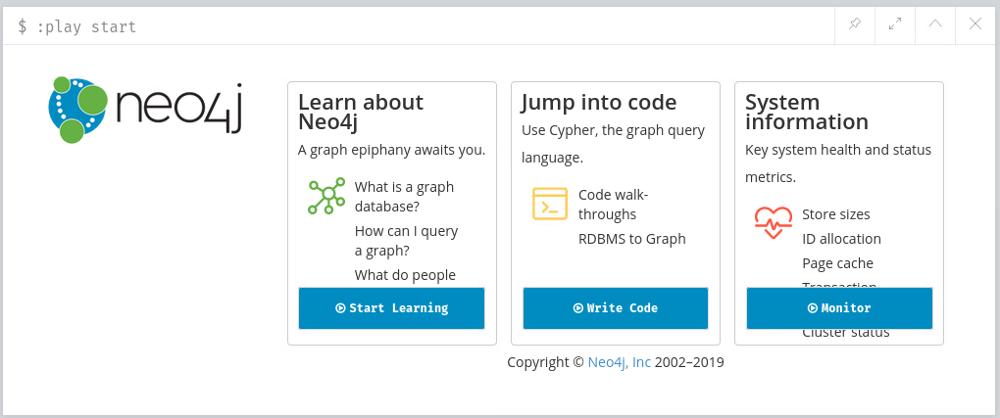 $ :play start
neo4j
Learn about
Neo4j
A graph epiphany awaits you.
What is a graph
database?
How can I query
a graph?
What do people
Start Learning
Jump into code
Use Cypher, the graph query
language.
Code walk-
throughs
RDBMS to Graph
Write Code
System
information
Key system health and status
metrics.
Store sizes
ID allocation
Page cache
Transaction
Monitor
Cluster status
Copyright © Neo4j, Inc 2002–2019